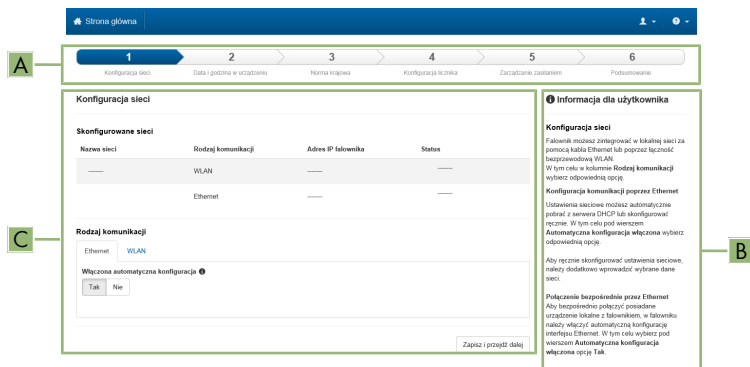 Strona główna
A
1 2 3 4 5 6
Konfiguracja sieci Data i godzina w urządzeniu Norma krajowa Konfiguracja licznika Zarządzanie zasilaniem Podsumowanie
Konfiguracja sieci
Skonfigurowane sieci
Nazwa sieci Rodzaj komunikacji Adres IP falownika Status
-------- WLAN -------- --------
Ethernet -------- --------
C
Rodzaj komunikacji
Ethernet WLAN
Włączona automatyczna konfiguracja
Tak Nie
Zapisz i przejdź dalej
Informacja dla użytkownika
Konfiguracja sieci
Falownik możesz zintegrować w lokalnej sieci za
pomocą kabla Ethernet lub poprzez łączność
bezprzewodową WLAN.
W tym celu w kolumnie Rodzaj komunikacji
wybierz odpowiednią opcję.
Konfiguracja komunikacji poprzez Ethernet
Ustawienia sieciowe możesz automatycznie
pobrać z serwera DHCP lub skonfigurować
ręcznie. W tym celu pod wierszem
Automatyczna konfiguracja włączona wybierz
odpowiednią opcję.
Aby ręcznie skonfigurować ustawienia sieciowe,
należy dodatkowo wprowadzić wybrane dane
sieci.
B
Połączenie bezpośrednie przez Ethernet
Aby bezpośrednio połączyć posiadane
urządzenie lokalne z falownikiem, w falowniku
należy włączyć automatyczną konfigurację
interfejsu Ethernet. W tym celu wybierz pod
wierszem Automatyczna konfiguracja
włączona opcję Tak.